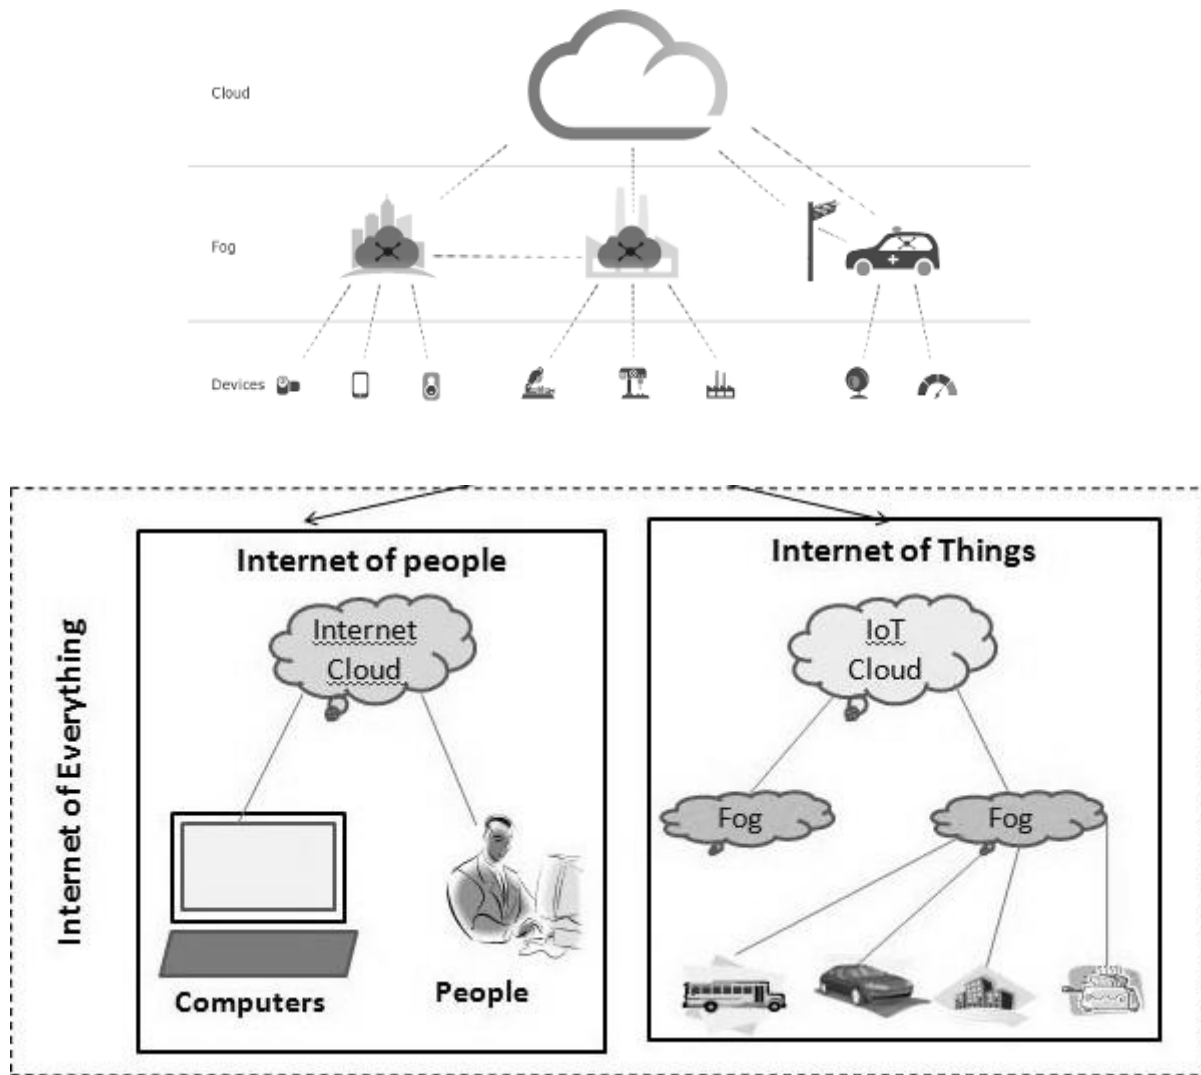 Cloud
Fog
Devices
Internet of Everything
Internet of people
Internet
Cloud
Computers
People
Internet of Things
IoT
Cloud
Fog
Fog